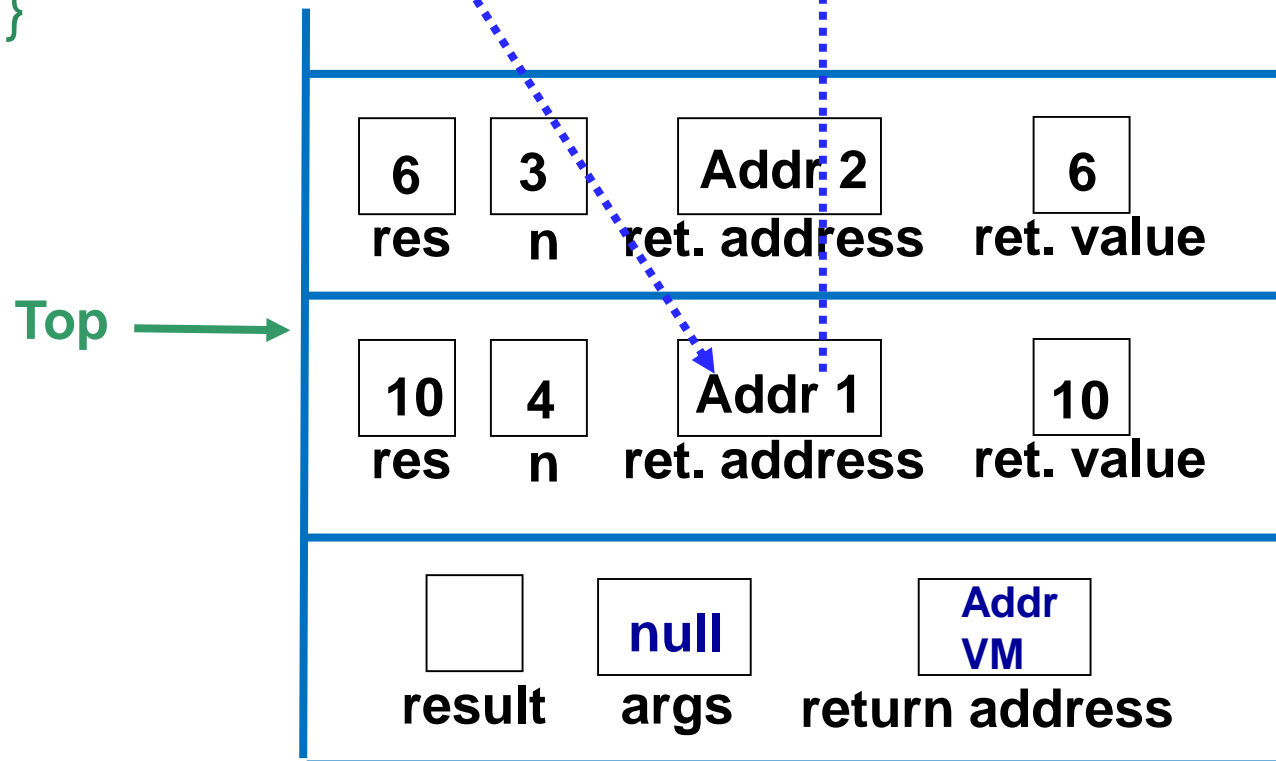 }
6 3 Addr 2 6
res n ret. address ret. value
Top
10 4 Addr 1 10
res n ret. address ret. value
null Addr
VM
result args return address